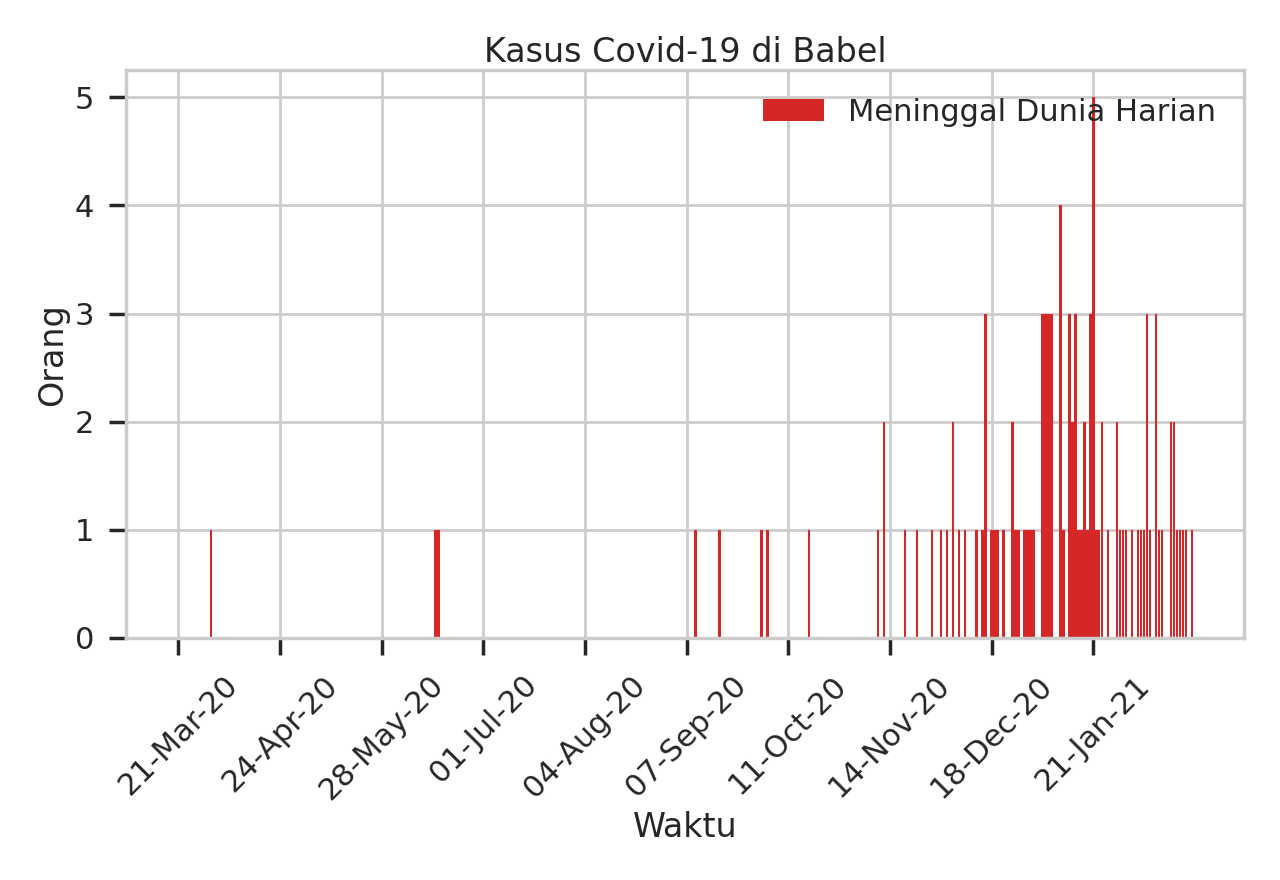 Kasus Covid-19 di Babel
Meninggal Dunia Harian
Orang
5
4
3
2
1
0
21-Mar-20
24-Apr-20
28-May-20
01-Jul-20
04-Aug-20
07-Sep-20
11-Oct-20
14-Nov-20
18-Dec-20
21-Jan-21
Waktu